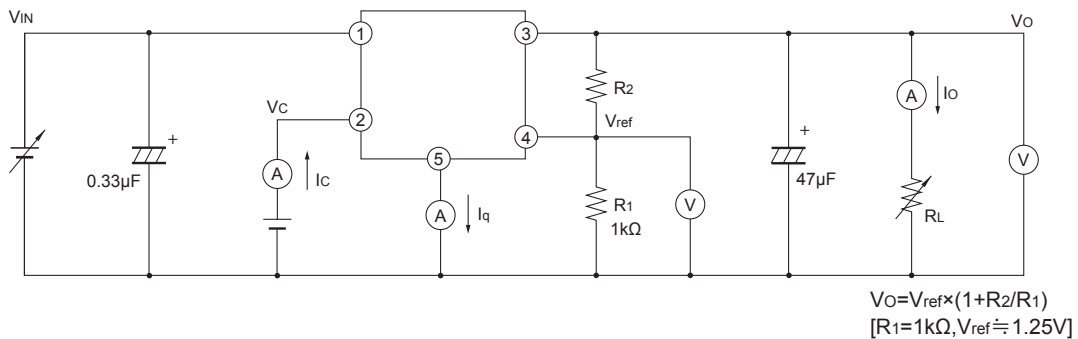 VIN
VO
1
3
R2
A
IO
VC
2
Vref
4
+
+
5
0.33µF
A
IC
A
Iq
R1
1kΩ
V
47µF
V
RL
VO=Vref×(1+R2/R1)
[R1=1kΩ,Vref≒1.25V]